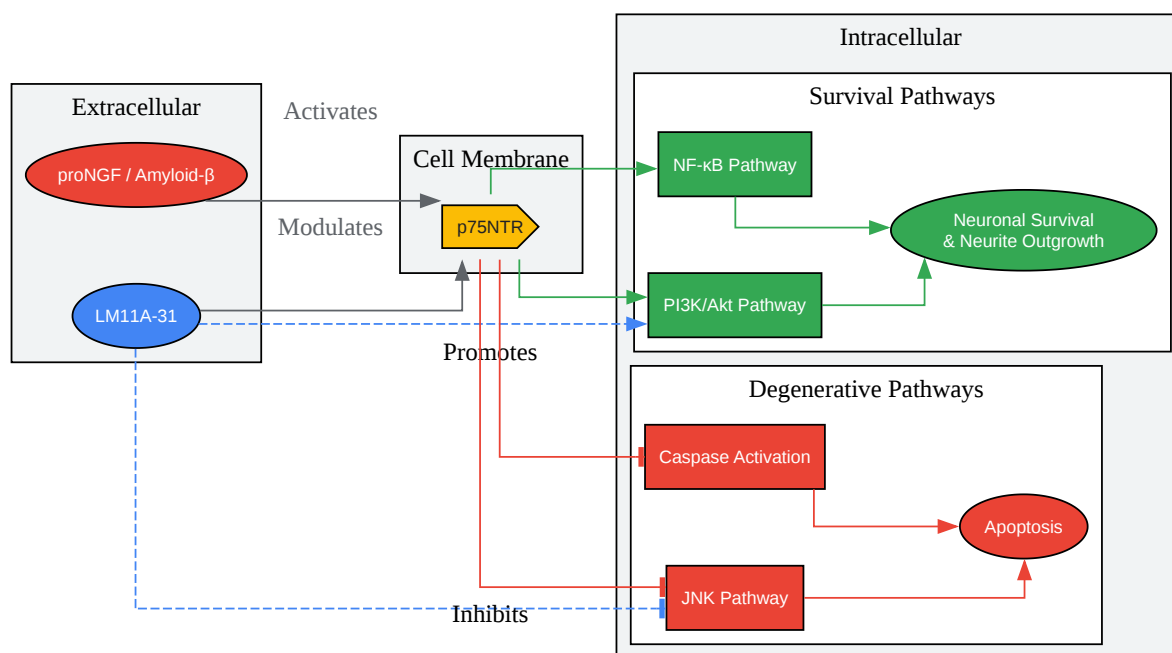 Intracellular
Extracellular
Survival Pathways
Activates
Cell Membrane
NF-κB Pathway
proNGF / Amyloid-β
Modulates
p75NTR
Neuronal Survival
& Neurite Outgrowth
LM11A-31
PI3K/Akt Pathway
Promotes
Degenerative Pathways
Caspase Activation
Apoptosis
JNK Pathway
Inhibits